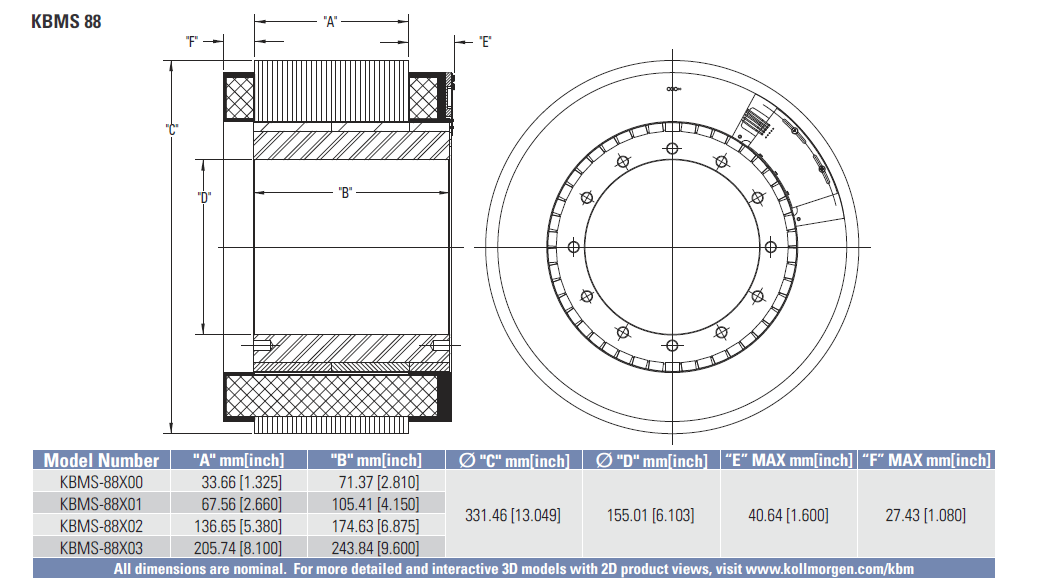 KBMS 88
"A"
"F"
"E"
"C"
"B"
"D"
Model Number "A" mm[inch] "B" mm[inch] ∅ "C" mm[inch] ∅ "D" mm[inch] “E” MAX mm[inch] “F” MAX mm[inch]
KBMS-88X00 33.66 [1.325] 71.37 [2.810]
KBMS-88X01 67.56 [2.660] 105.41 [4.150]
331.46 [13.049] 155.01 [6.103] 40.64 [1.600] 27.43 [1.080]
KBMS-88X02 136.65 [5.380] 174.63 [6.875]
KBMS-88X03 205.74 [8.100] 243.84 [9.600]
All dimensions are nominal. For more detailed and interactive 3D models with 2D product views, visit www.kollmorgen.com/kbm